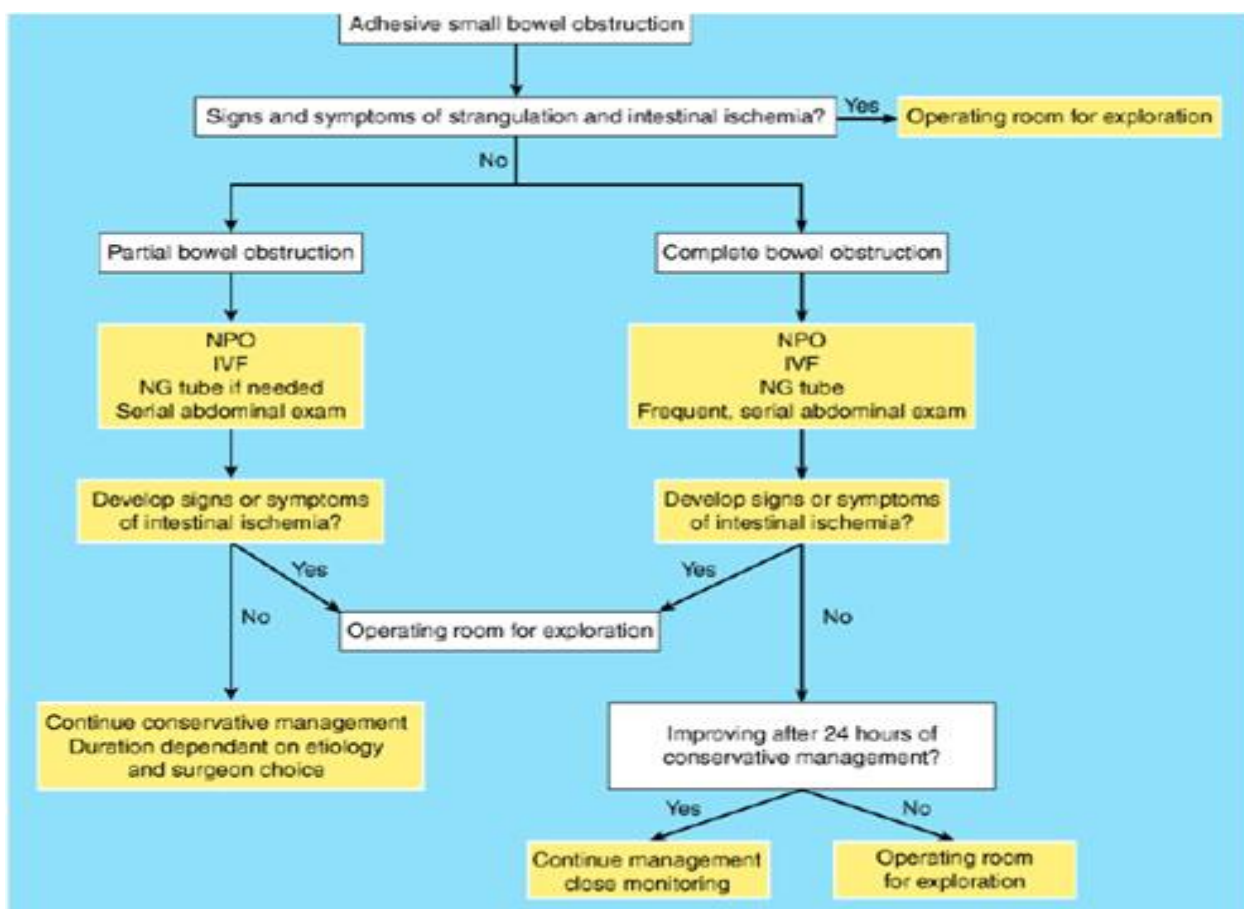 Adhesive small bowel obstruction
Signs and symptoms of strangulation and intestinal ischemia?
Yes
Operating room for exploration
No
Partial bowel obstruction
Complete bowel obstruction
NPO
IVF
NG tube if needed
Serial abdominal exam
NPO
IVF
NG tube
Frequent, serial abdominal exam
Develop signs or symptoms
of intestinal ischemia?
Develop signs or symptoms
of intestinal ischemia?
Yes
Yes
No
Operating room for exploration
No
Continue conservative management
Duration dependant on etiology
and surgeon choice
Improving after 24 hours of
conservative management?
Yes
No
Continue management
close monitoring
Operating room
for exploration